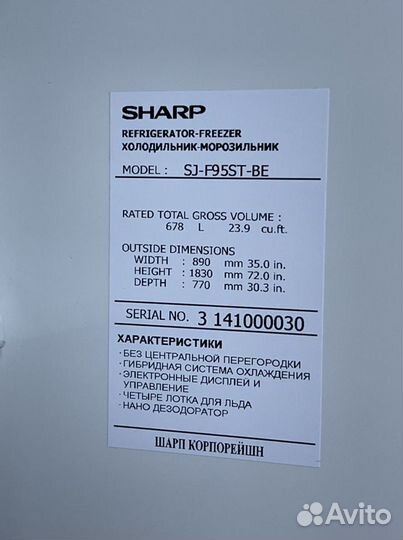 SHARP
REFRIGERATOR-FREEZER
ХОЛОДИЛЬНИК-МОРОЗИЛЬНИК
MODEL : SJ-F95ST-BE
RATED TOTAL GROSS VOLUME :
678 L 23.9 cu.ft.
OUTSIDE DIMENSIONS
WIDTH : 890 mm 35.0 in.
HEIGHT : 1830 mm 72.0 in.
DEPTH : 770 mm 30.3 in.
SERIAL NO. 3 141000030
ХАРАКТЕРИСТИКИ
· БЕЗ ЦЕНТРАЛЬНОЙ ПЕРЕГОРОДКИ
· ГИБРИДНАЯ СИСТЕМА ОХЛАЖДЕНИЯ
· ЭЛЕКТРОННЫЕ ДИСПЛЕЙ И
УПРАВЛЕНИЕ
· ЧЕТЫРЕ ЛОТКА ДЛЯ ЛЬДА
· НАНО ДЕЗОДОРАТОР
ШАРП КОРПОРЕЙШН
Avito